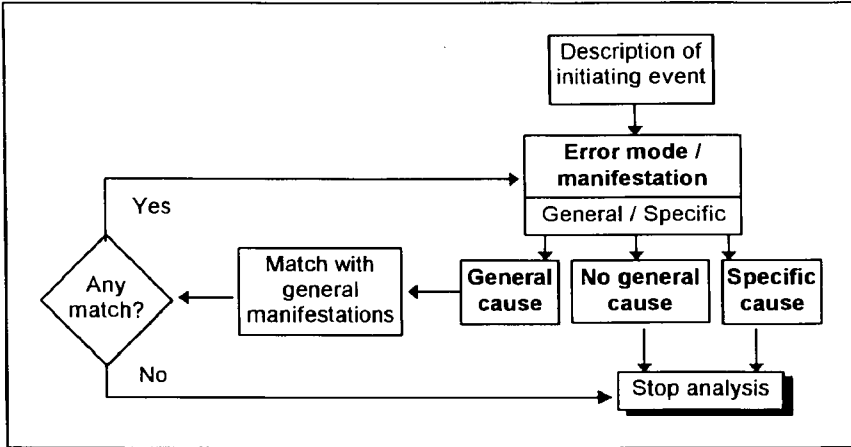 Description of
initiating event
Error mode /
manifestation
General / Specific
Yes
Any
match?
Match with
general
manifestations
General
cause
No general
cause
Specific
cause
No
Stop analysis